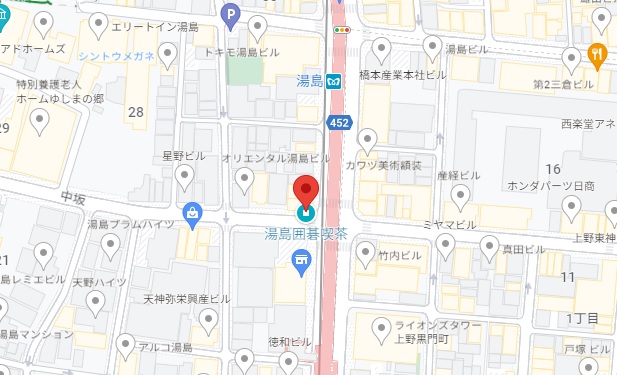 エリートイン湯島
P
アドホームズ
シントウメガネ
トキモ湯島ビル
湯島ビル
橋本産業本社ビル
第2三倉ビル
湯島
特別養護老人
ホームゆしまの郷
28
29
452
西楽堂アネ
星野ビル
オリエンタル湯島ビル
カワツ美術額装
産経ビル
16
ホンダパーツ日商
中坂
湯島プラムハイツ
湯島囲碁喫茶
ミヤマビル
真田ビル
上野東神
21
島レミエビル
天野ハイツ
竹内ビル
11
天神弥栄興産ビル
1丁目
ライオンズタワー
上野黒門町
湯島マンション
アルコ湯島
徳和ビル
戸塚 ビル